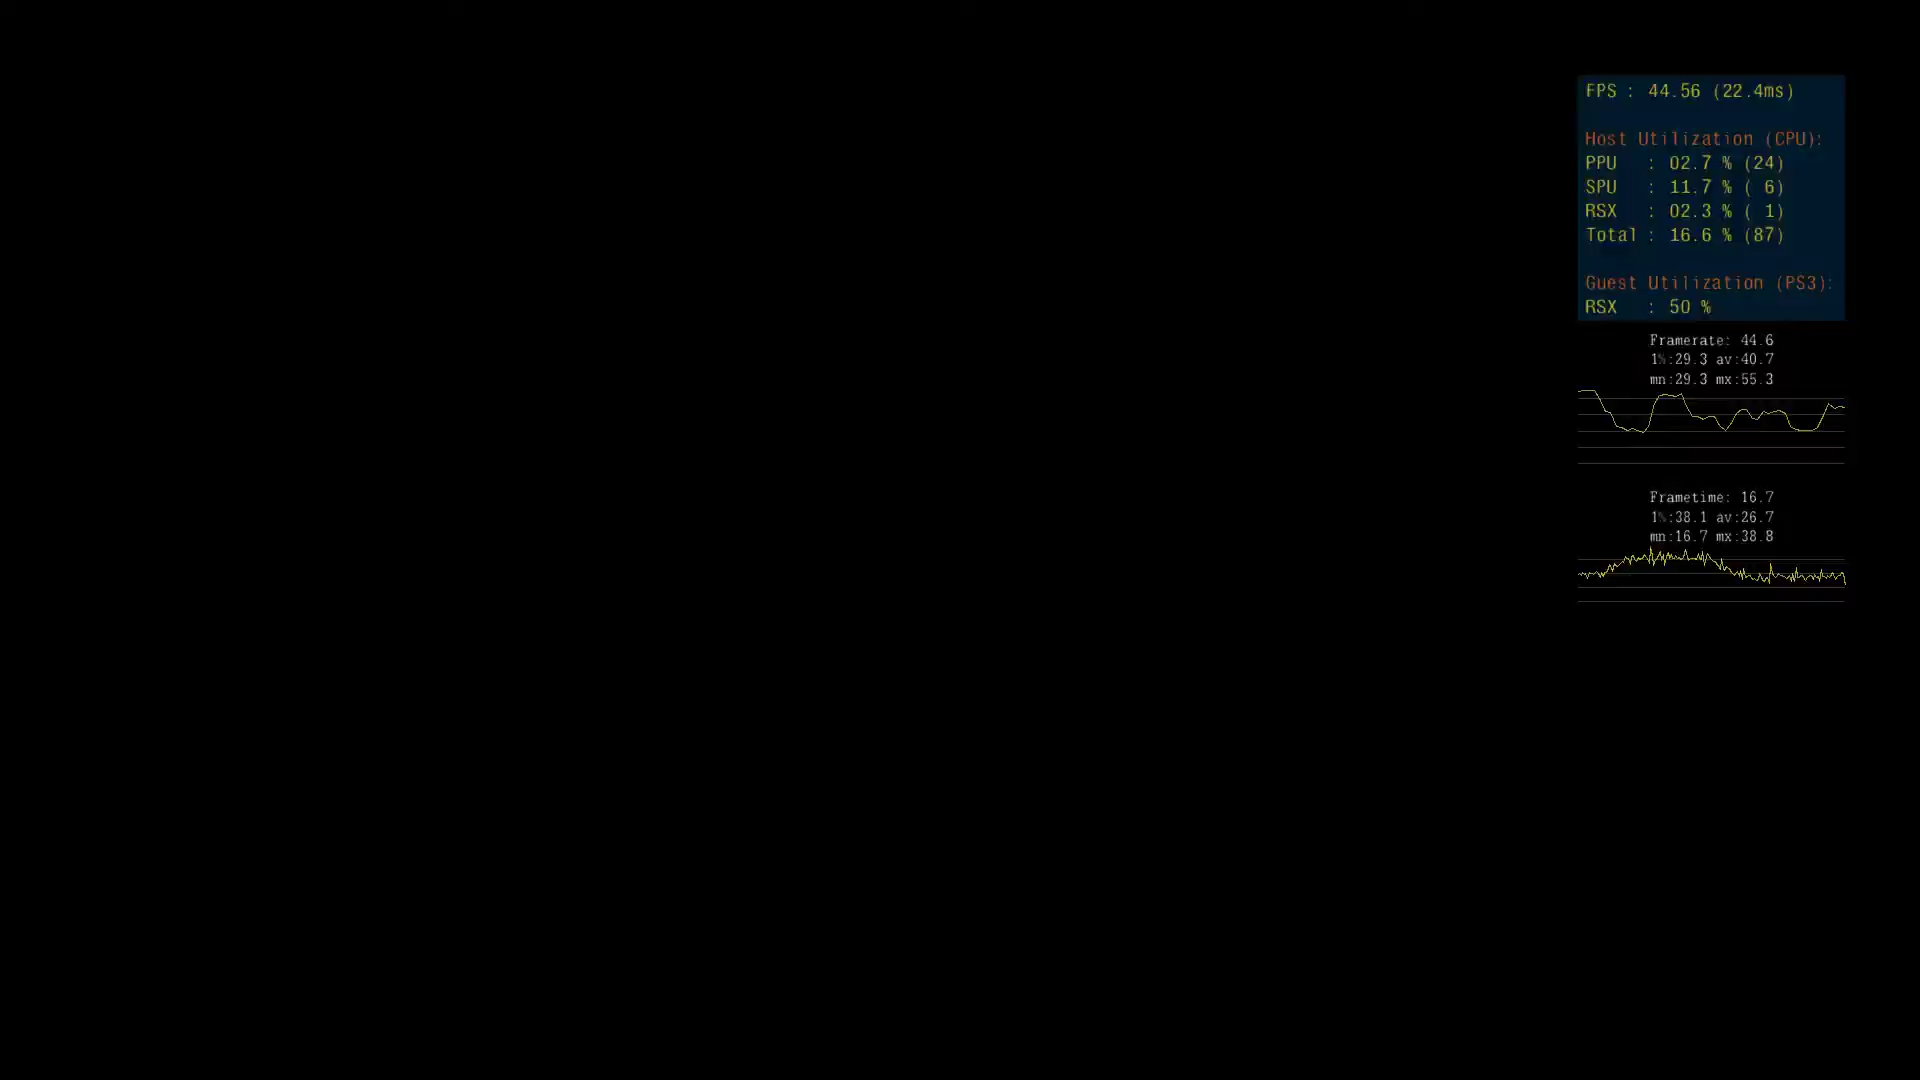 FPS : 44.56 (22.4ms)
Host Utilization (CPU):
PPU : 02.7 % (24)
SPU : 11.7 % ( 6)
RSX : 02.3 % ( 1)
Total : 16.6 % (87)
Guest Utilization (PS3):
RSX : 50 %
Framerate: 44.6
1%:29.3 av:40.7
mn:29.3 mx:55.3
Frametime: 16.7
1%:38.1 av:26.7
mn:16.7 mx:38.8